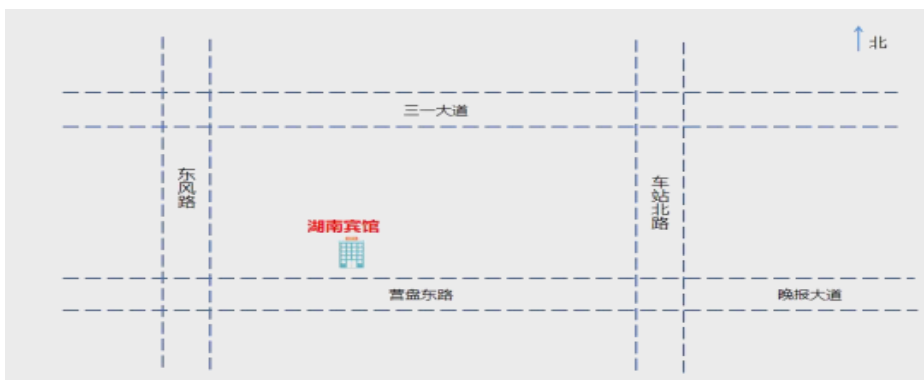 北
三一大道
东风路
车站北路
湖南宾馆
营盘东路
晚报大道